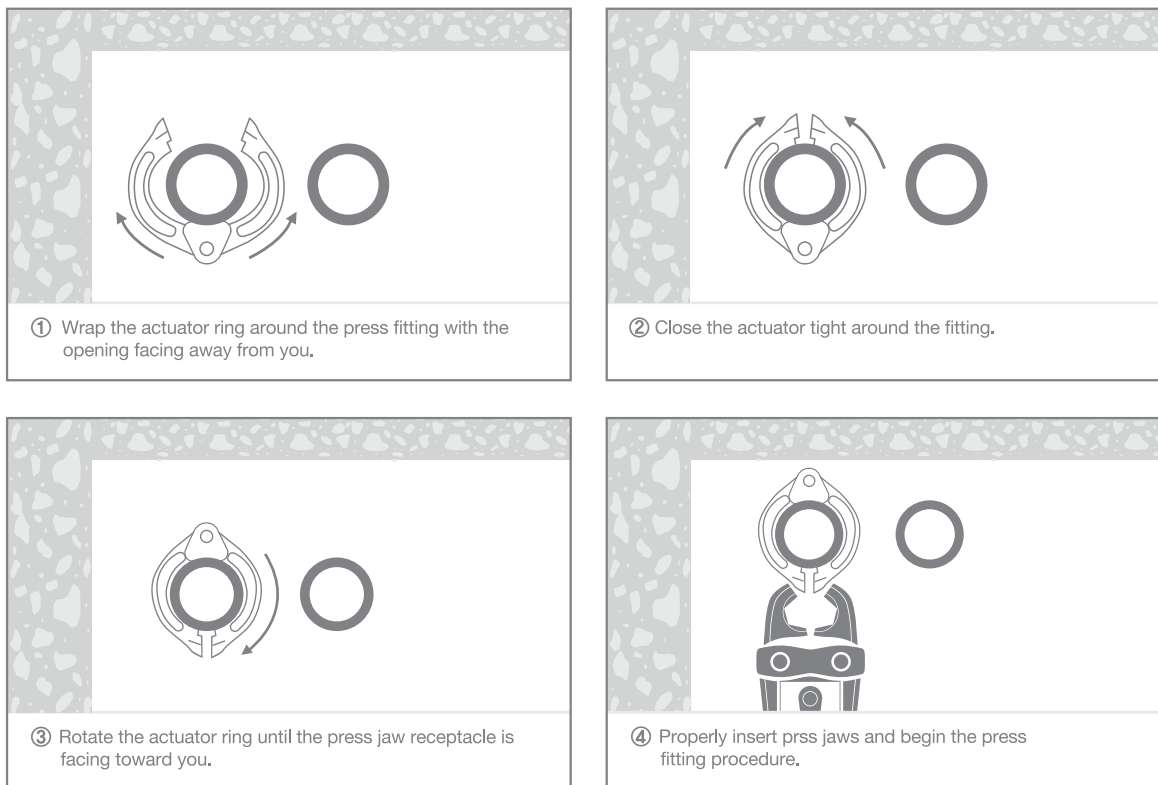 ① Wrap the actuator ring around the press fitting with the
opening facing away from you.
② Close the actuator tight around the fitting.
③ Rotate the actuator ring until the press jaw receptacle is
facing toward you.
④ Properly insert prss jaws and begin the press
fitting procedure.